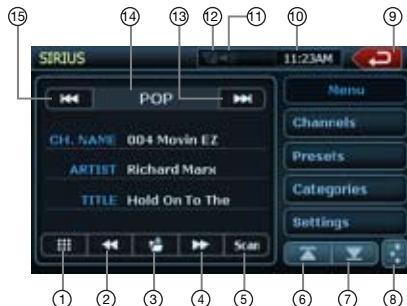 15 14 13 12 11 10 9
SIRIUS 11:23AM
POP Menu
CH. NAME 004 Movin EZ Channels
ARTIST Richard Marx Presets
TITLE Hold On To The Categories
Settings
Scan
1 2 3 4 5 6 7 8